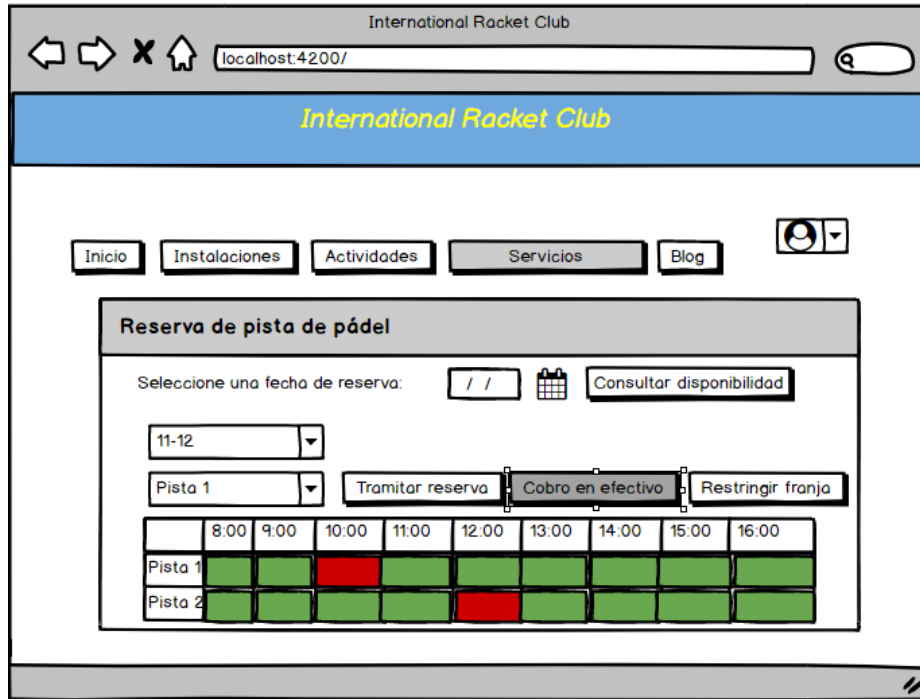 International Racket Club
localhost:4200/
International Racket Club
Inicio Instalaciones Actividades Servicios Blog
Reserva de pista de pádel
Seleccione una fecha de reserva: / / Consultar disponibilidad
11-12
Pista 1 Tramitar reserva Cobro en efectivo Restringir franja
8:00 9:00 10:00 11:00 12:00 13:00 14:00 15:00 16:00
Pista 1
Pista 2